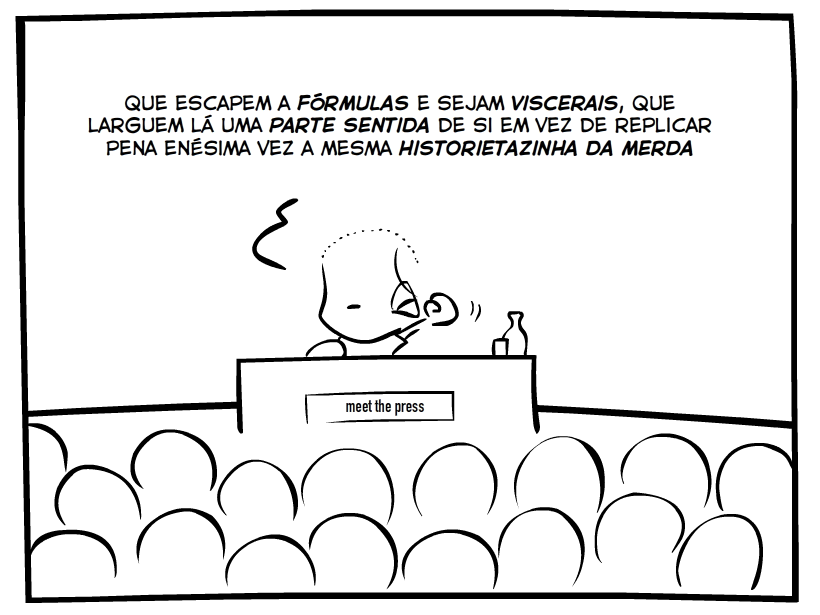 QUE ESCAPEM A FÓRMULAS E SEJAM VISCERAIS, QUE
LARGUEM LÁ UMA PARTE SENTIDA DE SI EM VEZ DE REPLICAR
PENA ENÉSIMA VEZ A MESMA HISTORIETAZINHA DA MERDA
meet the press